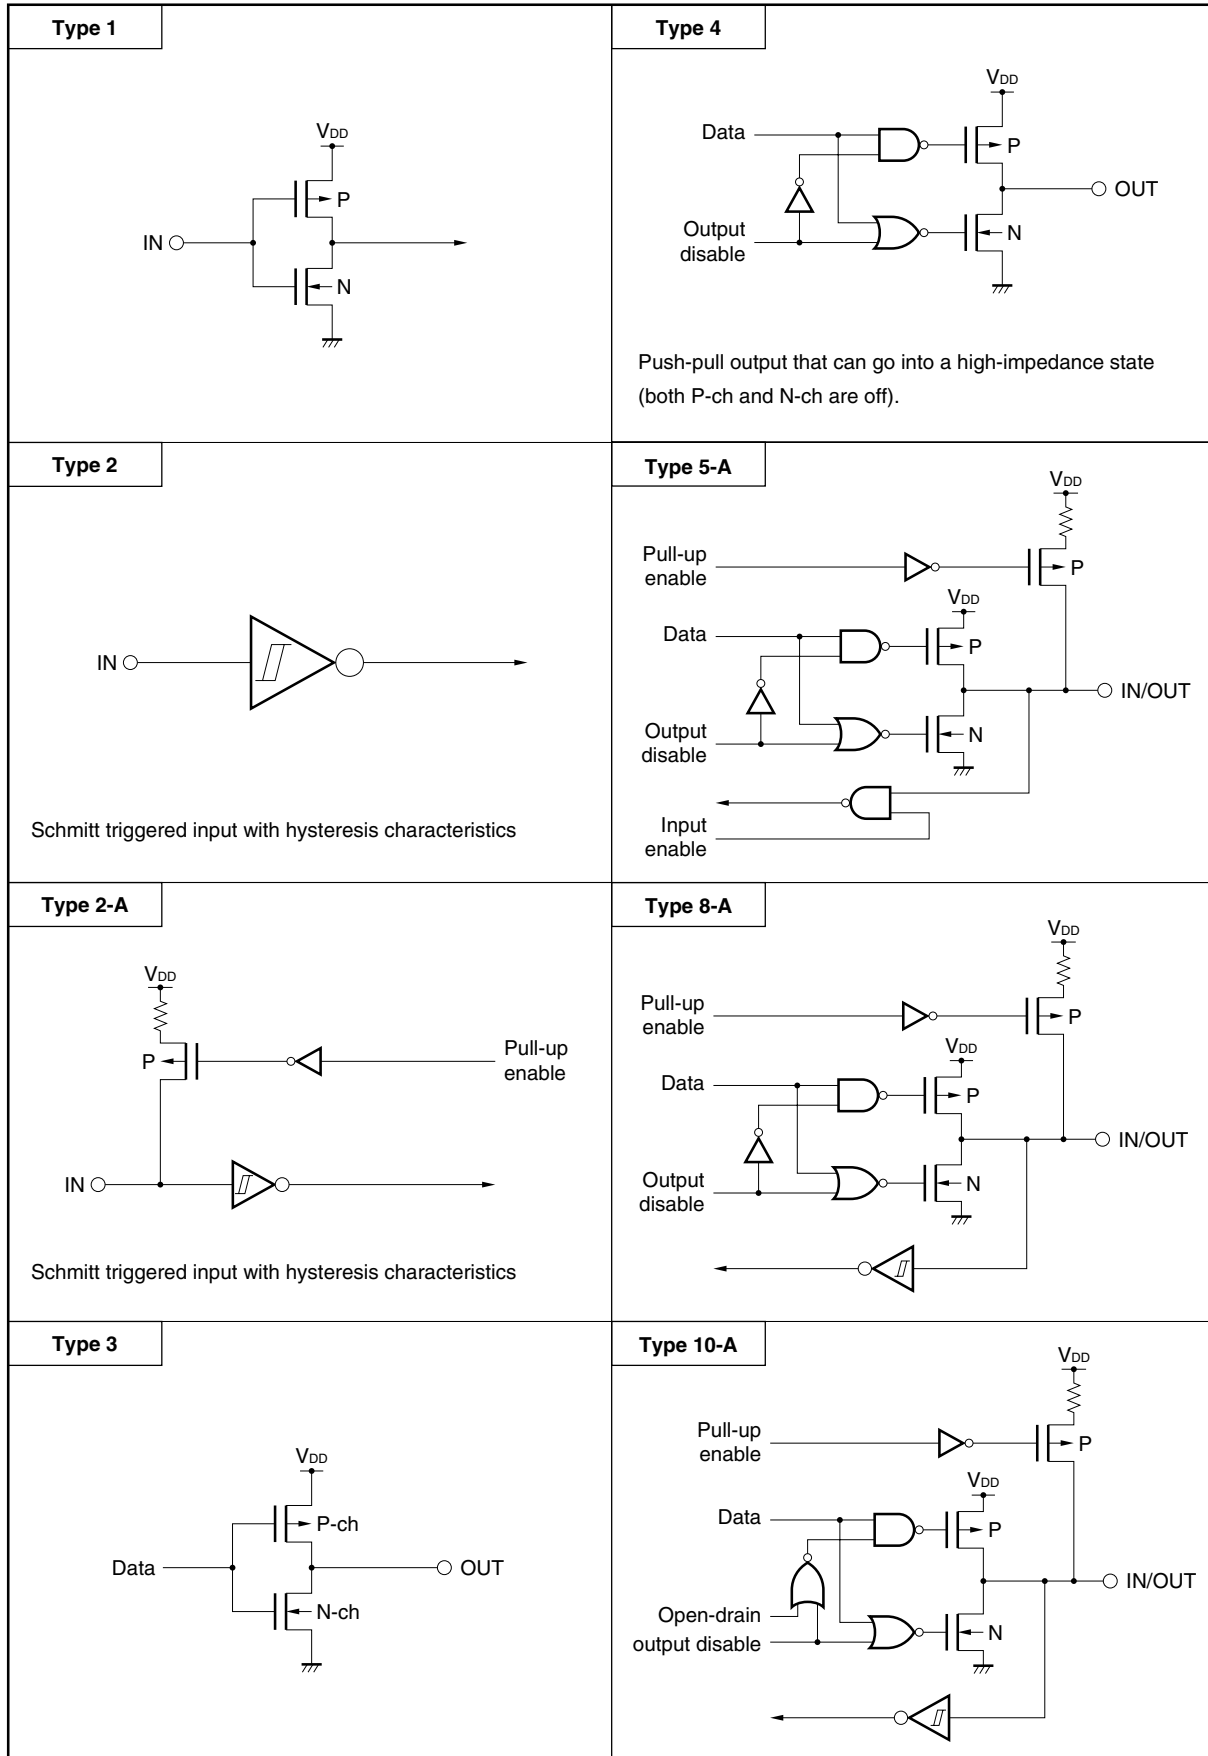 Type 1
VDD
P
IN
N
Type 4
VDD
Data
P
OUT
Output
disable
N
Push-pull output that can go into a high-impedance state
(both P-ch and N-ch are off).
Type 2
IN
Schmitt triggered input with hysteresis characteristics
Type 5-A
VDD
Pull-up
enable
P
VDD
Data
P
IN/OUT
Output
disable
N
Input
enable
Type 2-A
VDD
P
Pull-up
enable
IN
Schmitt triggered input with hysteresis characteristics
Type 8-A
VDD
Pull-up
enable
P
VDD
Data
P
IN/OUT
Output
disable
N
Type 3
VDD
P-ch
Data
OUT
N-ch
Type 10-A
VDD
Pull-up
enable
P
VDD
Data
P
IN/OUT
Open-drain
output disable
N